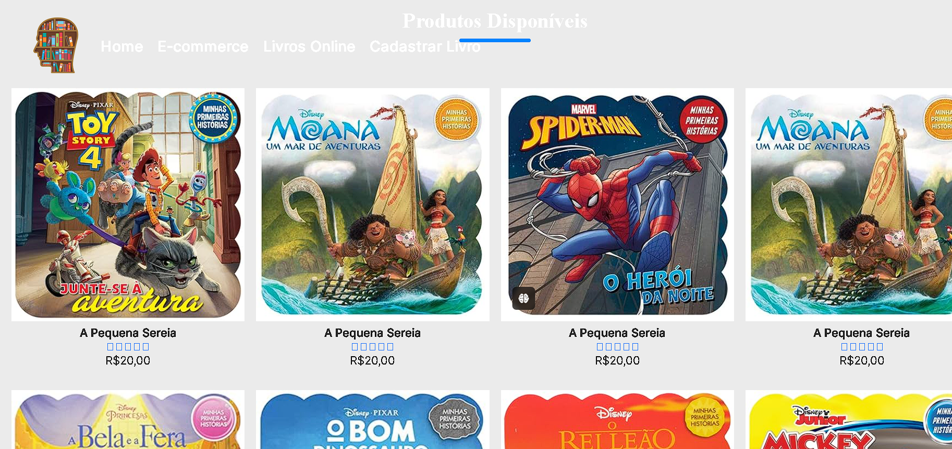 Produtos Disponíveis
Home E-commerce Livros Online Cadastrar Livro
Disney·PIXAR
TOY
STORY
4
MINHAS
PRIMEIRAS
HISTÓRIAS
JUNTE-SE À
aventura
Disney
MOANA
UM MAR DE AVENTURAS
MINHAS
PRIMEIRAS
HISTÓRIAS
MARVEL
SPIDER-MAN
MINHAS
PRIMEIRAS
HISTÓRIAS
O HERÓI
DA NOITE
Disney
MOANA
UM MAR DE AVENTURAS
A Pequena Sereia
R$20,00
A Pequena Sereia
R$20,00
A Pequena Sereia
R$20,00
A Pequena Sereia
R$20,00
Disney
PRINCESAS
A Bela e a Fera
MINHAS
PRIMEIRAS
HISTÓRIAS
Disney·PIXAR
O BOM
DINOSSAURO
MINHAS
PRIMEIRAS
HISTÓRIAS
Disney
O
REI LEÃO
MINHAS
PRIMEIRAS
HISTÓRIAS
Disney
JUNIOR
MICKEY